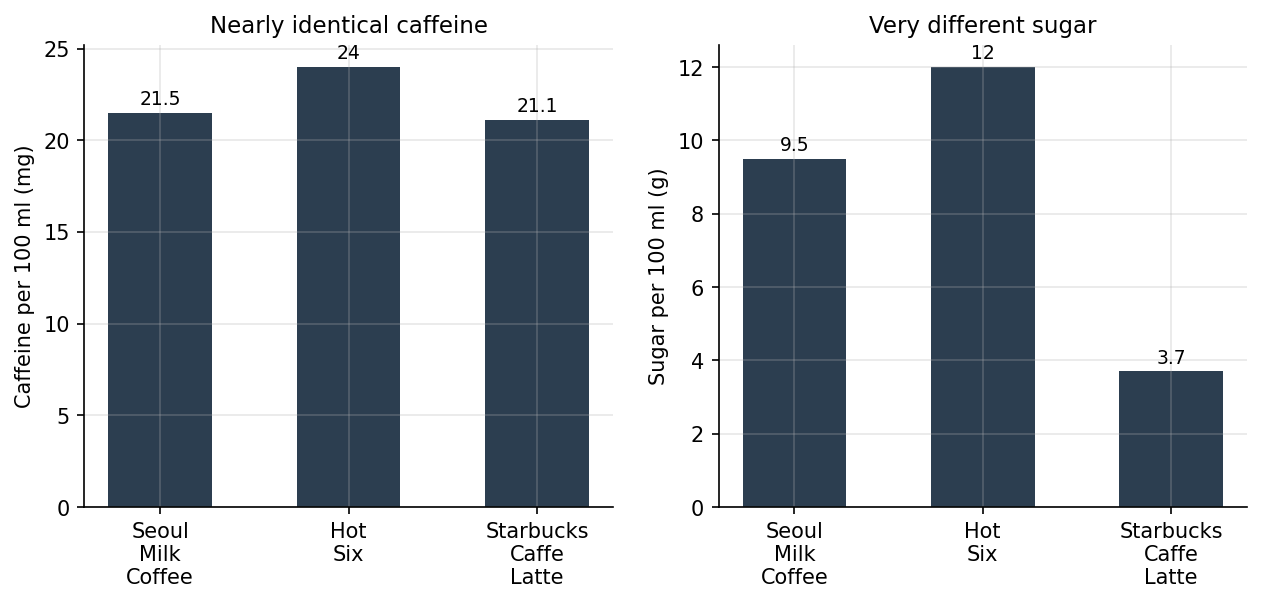 Nearly identical caffeine
Caffeine per 100 ml (mg)
25
20
15
10
5
0
21.5
24
21.1
Seoul
Milk
Coffee
Hot
Six
Starbucks
Caffe
Latte
Very different sugar
Sugar per 100 ml (g)
12
10
8
6
4
2
0
9.5
12
3.7
Seoul
Milk
Coffee
Hot
Six
Starbucks
Caffe
Latte